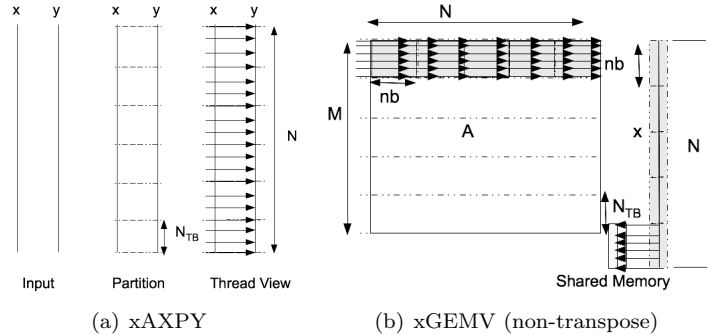 x y x y x y
N
N_TB
Input Partition Thread View
(a) xAXPY
N
nb
nb
M
A
x
N
N_TB
Shared Memory
(b) xGEMV (non-transpose)